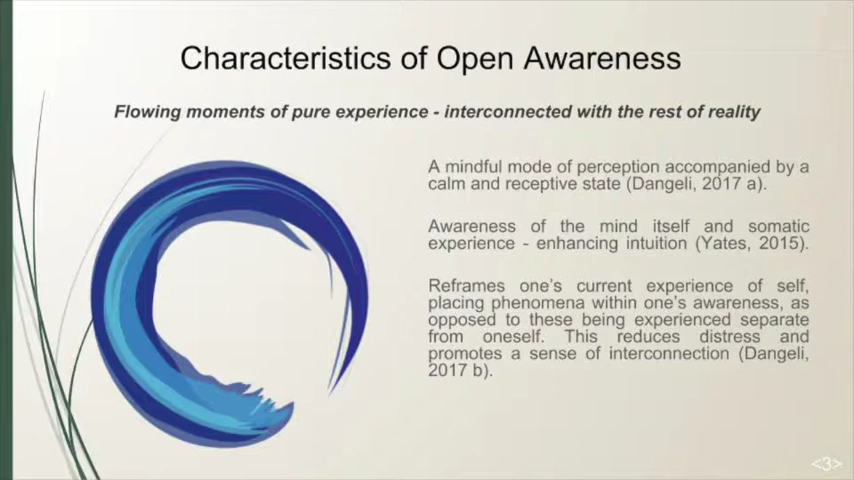 Characteristics of Open Awareness
Flowing moments of pure experience - interconnected with the rest of reality
A mindful mode of perception accompanied by a
calm and receptive state (Dangeli, 2017 a).
Awareness of the mind itself and somatic
experience - enhancing intuition (Yates, 2015).
Reframes one's current experience of self,
placing phenomena within one's awareness, as
opposed to these being experienced separate
from oneself. This reduces distress and
promotes a sense of interconnection (Dangeli,
2017 b).
<3>